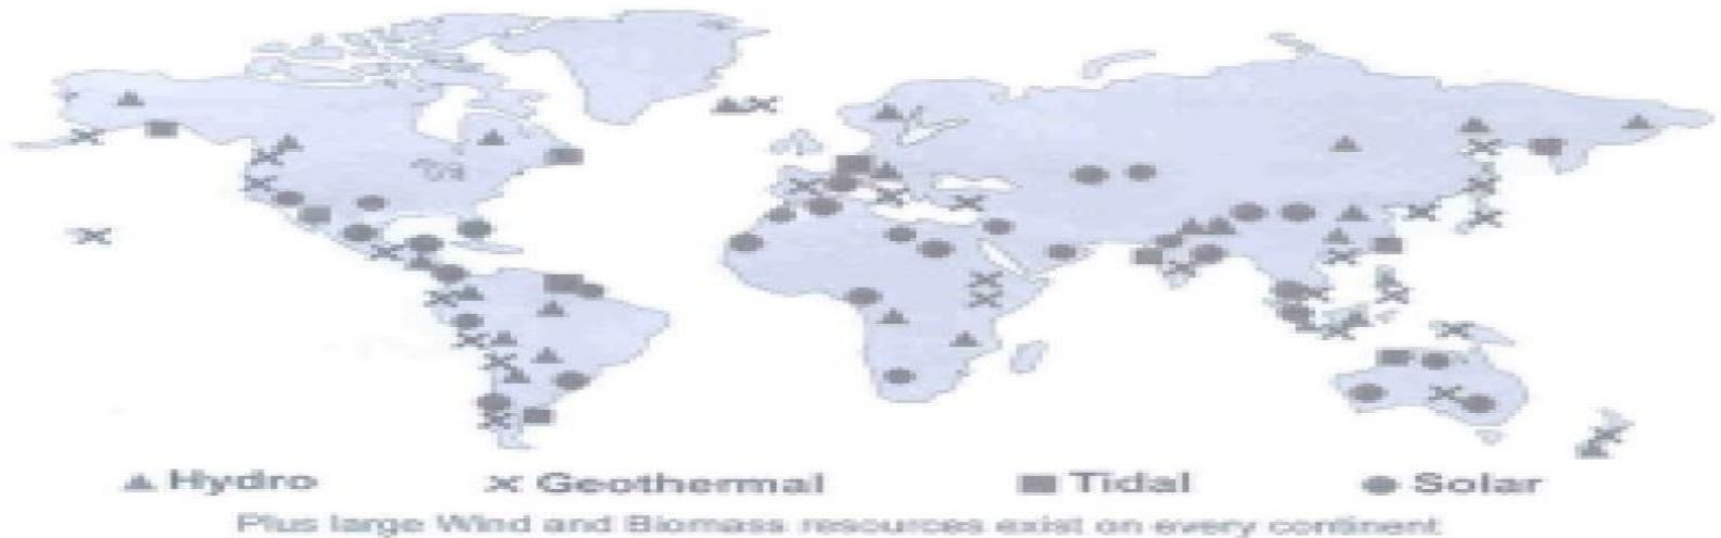 Hydro Geothermal Tidal Solar
Plus large Wind and Biomass resources exist on every continent